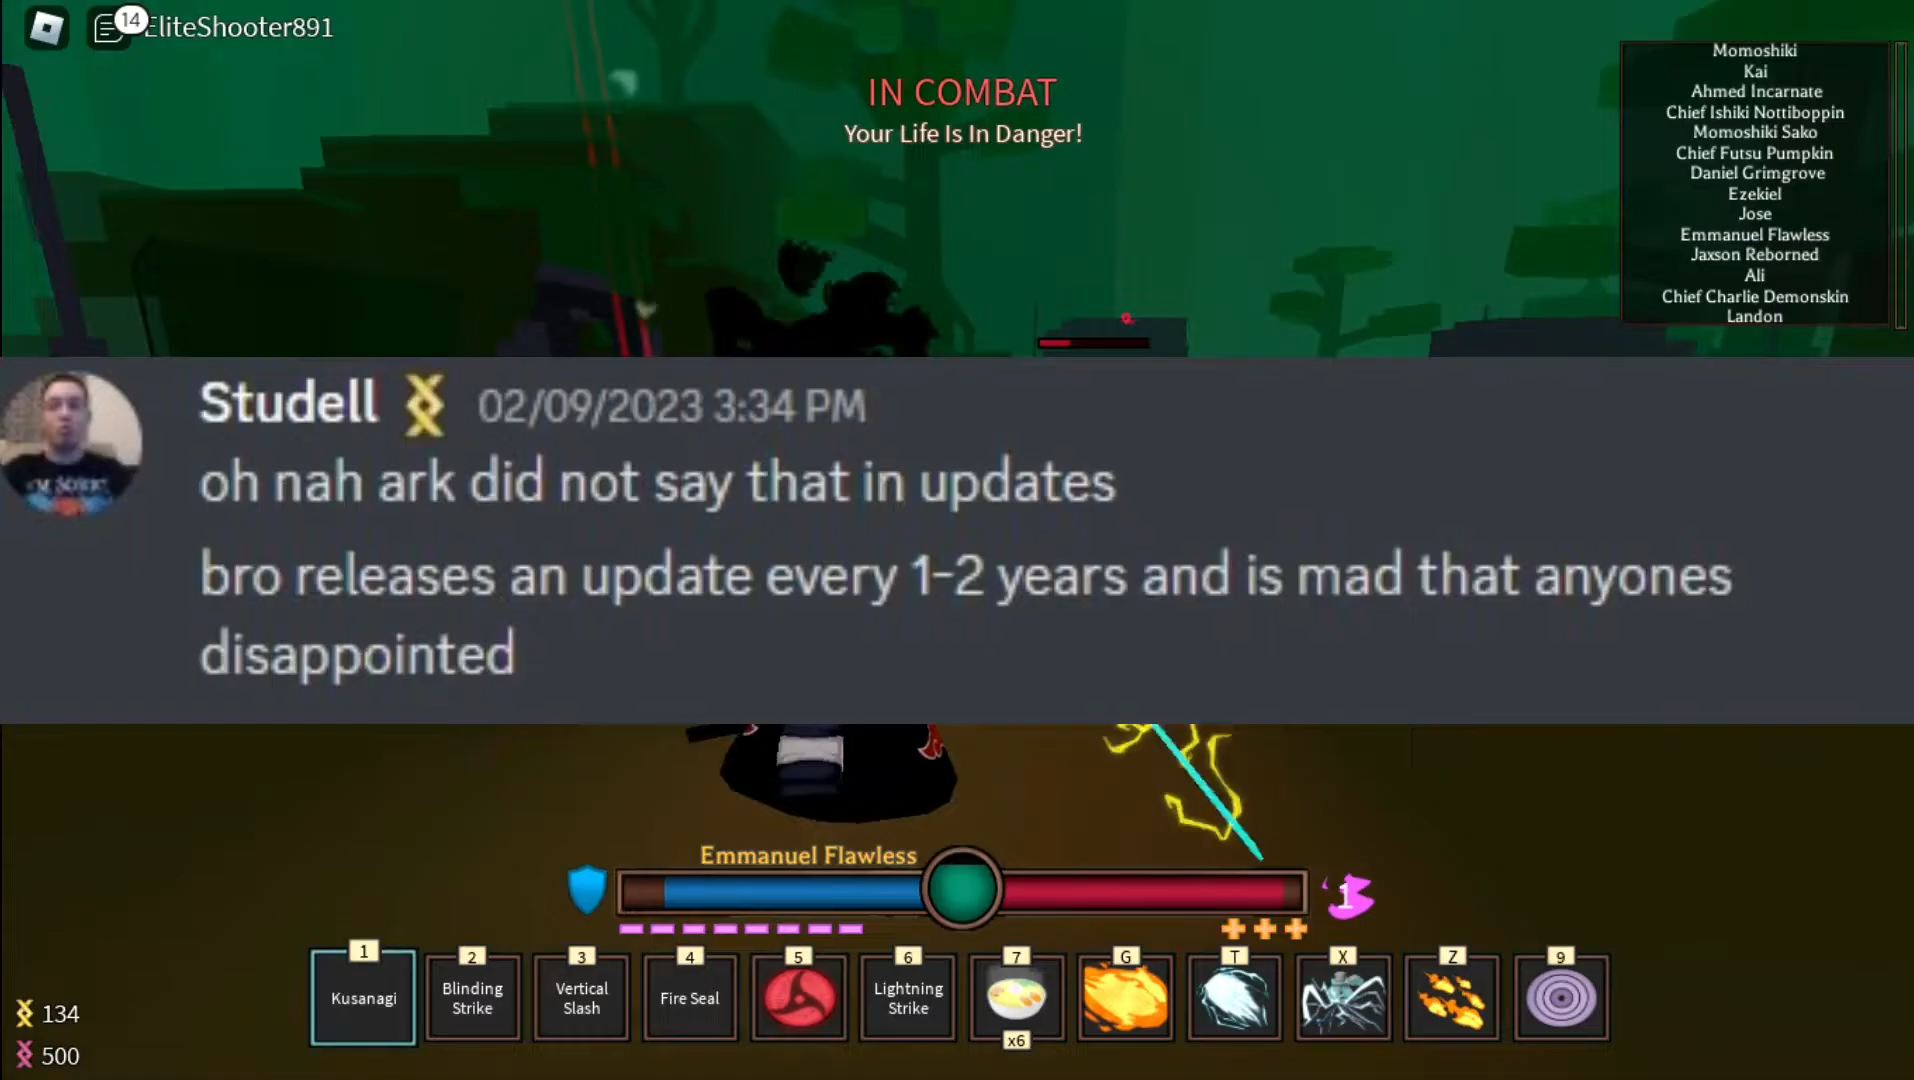 14
EliteShooter891
IN COMBAT
Your Life Is In Danger!
Momoshiki
Kai
Ahmed Incarnate
Chief Ishiki Nottiboppin
Momoshiki Sako
Chief Futsu Pumpkin
Daniel Grimgrove
Ezekiel
Jose
Emmanuel Flawless
Jaxson Reborned
Ali
Chief Charlie Demonskin
Landon
Studell 02/09/2023 3:34 PM
oh nah ark did not say that in updates
bro releases an update every 1-2 years and is mad that anyones
disappointed
Emmanuel Flawless
1
1 2 3 4 5 6 7 G T X Z 9
Kusanagi
Blinding
Strike
Vertical
Slash
Fire Seal
Lightning
Strike
x6
134
500